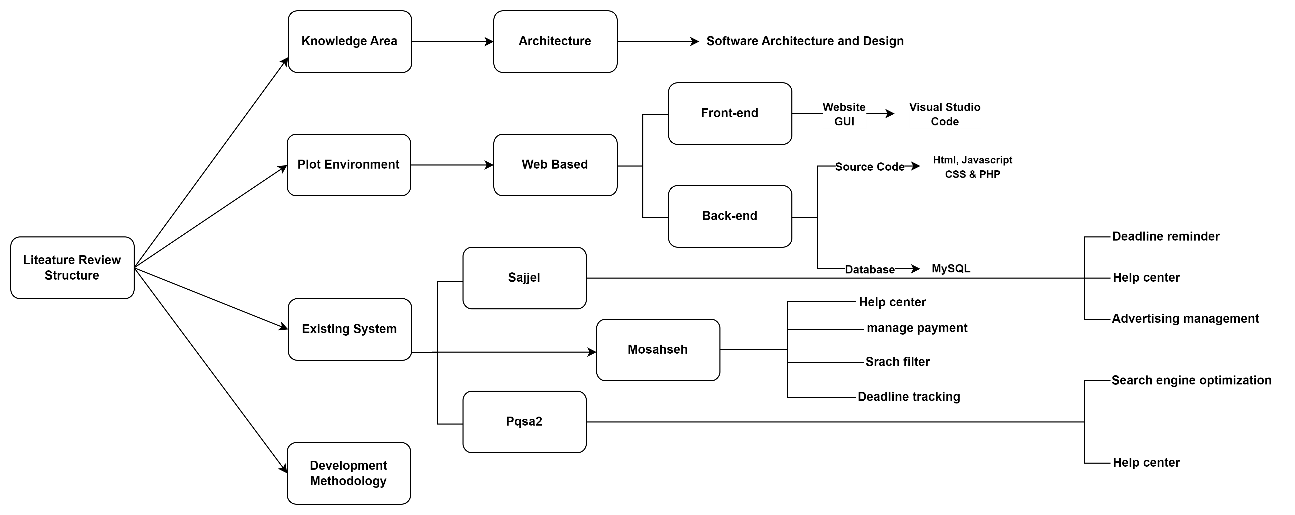 Knowledge Area
Architecture
Software Architecture and Design
Front-end
Website
GUI
Visual Studio
Code
Plot Environment
Web Based
Source Code
Html, Javascript
CSS & PHP
Back-end
Database
MySQL
Liteature Review
Structure
Sajjel
Deadline reminder
Help center
Advertising management
Existing System
Mosahseh
Help center
manage payment
Srach filter
Deadline tracking
Pqsa2
Search engine optimization
Help center
Development
Methodology